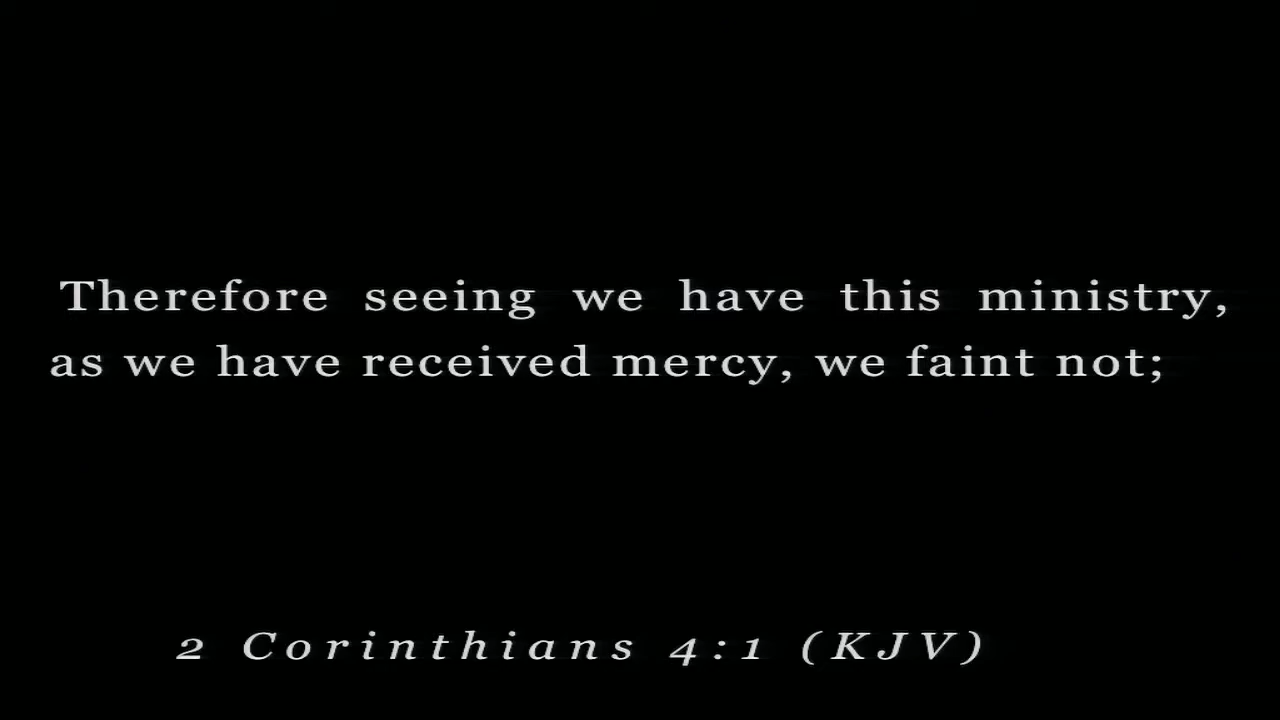 Therefore seeing we have this ministry,
as we have received mercy, we faint not;
2 Corinthians 4:1 (KJV)